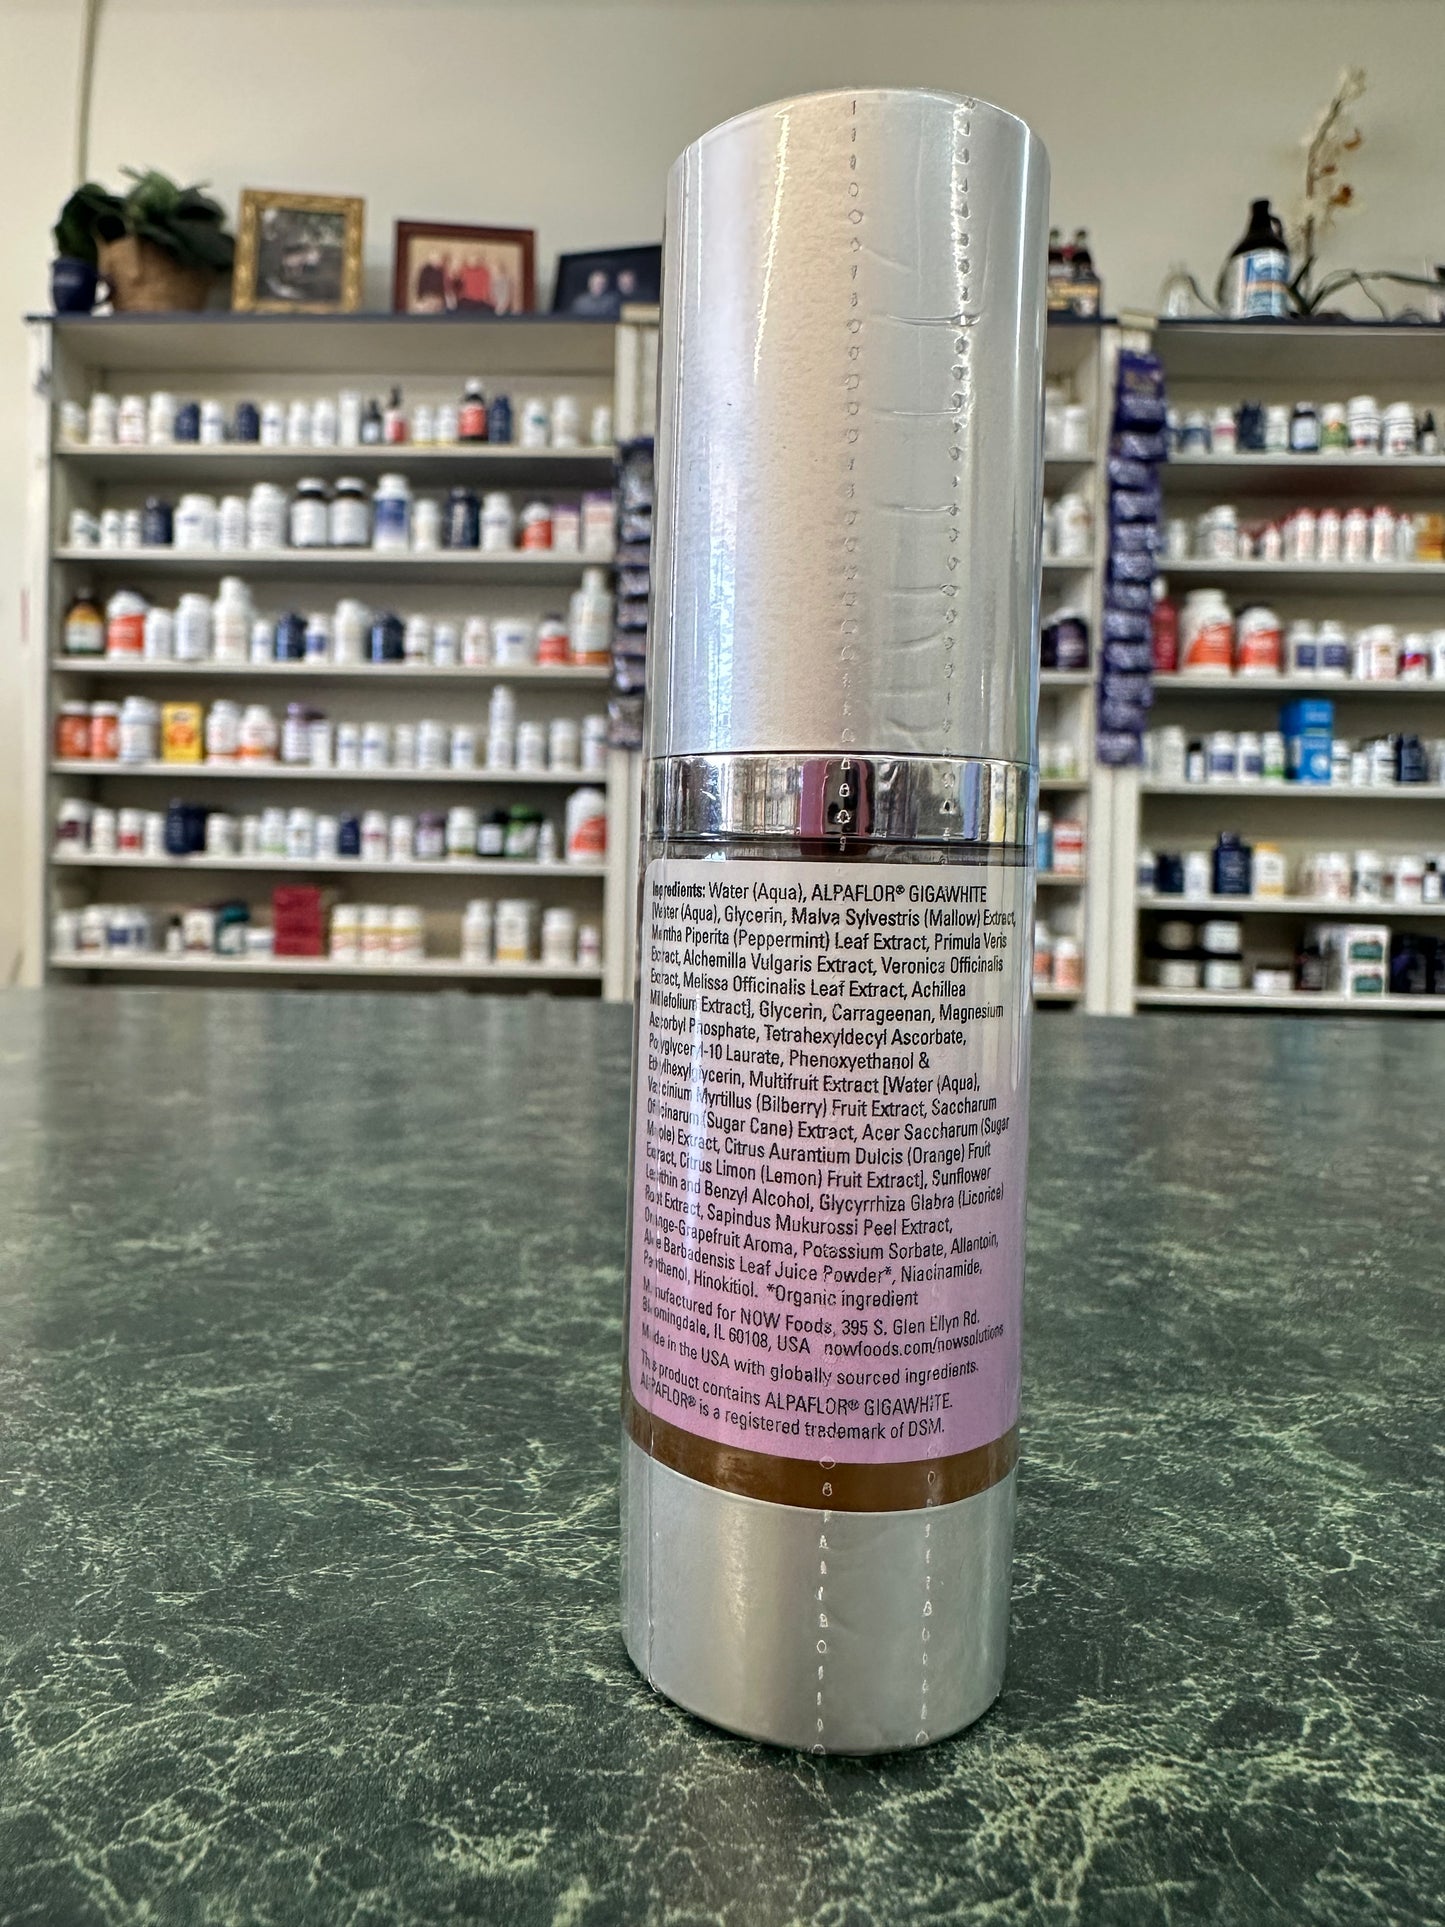 Ingredients: Water (Aqua), ALPAFLOR® GIGAWHITE
[Water (Aqua), Glycerin, Malva Sylvestris (Mallow) Extract,
Mentha Piperita (Peppermint) Leaf Extract, Primula Veris
Extract, Alchemilla Vulgaris Extract, Veronica Officinalis
Extract, Melissa Officinalis Leaf Extract, Achillea
Millefolium Extract], Glycerin, Carrageenan, Magnesium
Ascorbyl Phosphate, Tetrahexyldecyl Ascorbate,
Polyglyceryl-10 Laurate, Phenoxyethanol &
Ethylhexylglycerin, Multifruit Extract [Water (Aqua),
Vaccinium Myrtillus (Bilberry) Fruit Extract, Saccharum
Officinarum (Sugar Cane) Extract, Acer Saccharum (Sugar
Maple) Extract, Citrus Aurantium Dulcis (Orange) Fruit
Extract, Citrus Limon (Lemon) Fruit Extract], Sunflower
Lecithin and Benzyl Alcohol, Glycyrrhiza Glabra (Licorice)
Root Extract, Sapindus Mukurossi Peel Extract,
Orange-Grapefruit Aroma, Potassium Sorbate, Allantoin,
Aloe Barbadensis Leaf Juice Powder*, Niacinamide,
Panthenol, Hinokitiol. *Organic ingredient
Manufactured for NOW Foods, 395 S. Glen Ellyn Rd.
Bloomingdale, IL 60108, USA nowfoods.com/nowsolutions
Made in the USA with globally sourced ingredients.
This product contains ALPAFLOR® GIGAWHITE.
ALPAFLOR® is a registered trademark of DSM.